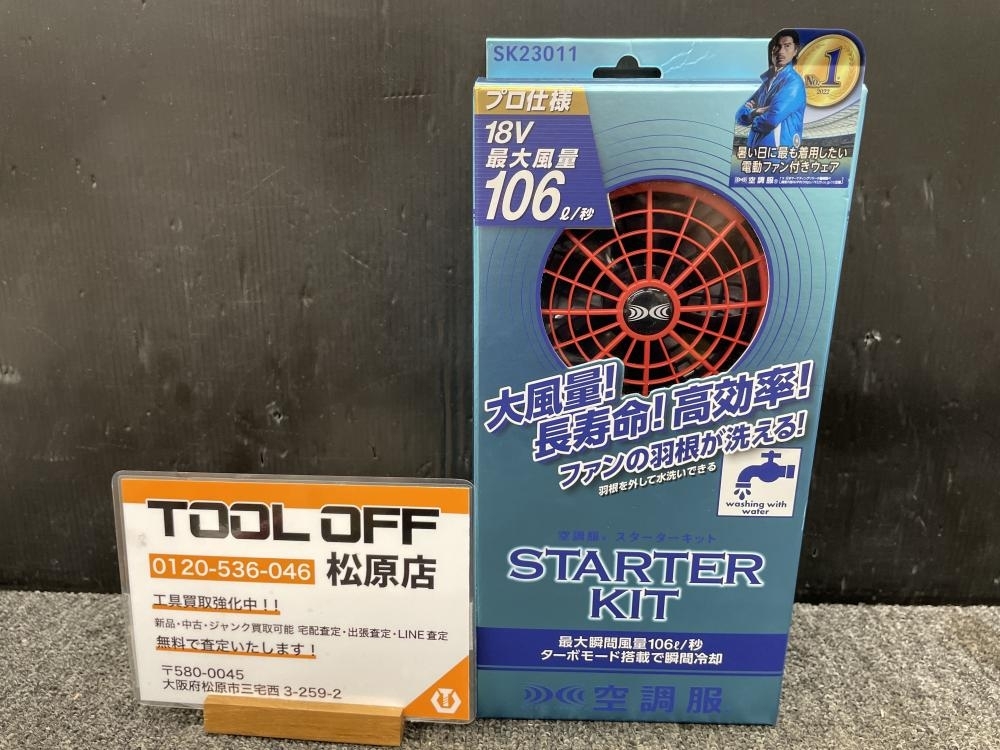 SK23011
プロ仕様
18V
最大風量
106ℓ/秒
No.1
2022
暑い日に最も着用したい
電動ファン付きウェア
空調服®
大風量!
長寿命!高効率!
ファンの羽根が洗える!
羽根を外して水洗いできる
washing with
water
空調服® スターターキット
STARTER
KIT
最大瞬間風量106ℓ/秒
ターボモード搭載で瞬間冷却
空調服
TOOL OFF
0120-536-046 松原店
工具買取強化中!!
新品・中古・ジャンク買取可能 宅配査定・出張査定・LINE査定
無料で査定いたします!
〒580-0045
大阪府松原市三宅西 3-259-2